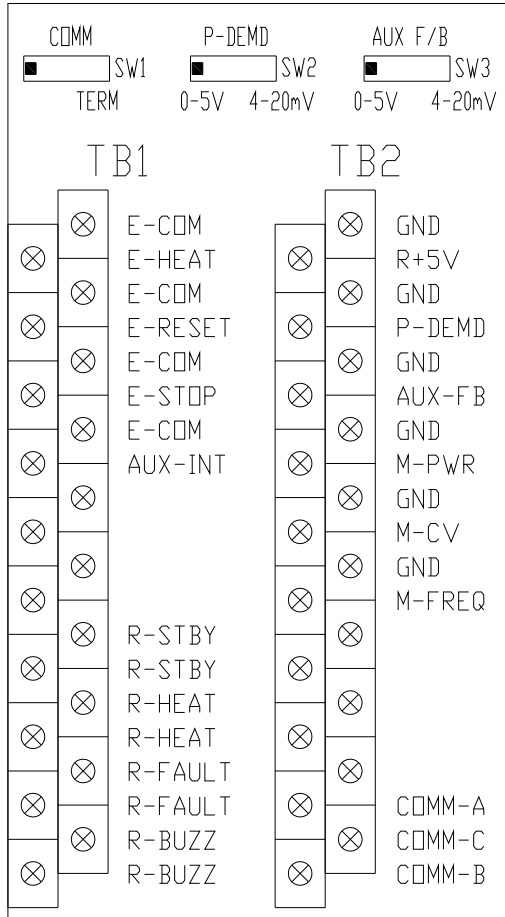 COMM P-DEMD AUX F/B
SW1 SW2 SW3
TERM 0-5V 4-20mV 0-5V 4-20mV
TB1 TB2
E-COM GND
E-HEAT R+5V
E-COM GND
E-RESET P-DEMD
E-COM GND
E-STOP AUX-FB
E-COM GND
AUX-INT M-PWR
GND
M-CV
GND
M-FREQ
R-STBY
R-STBY
R-HEAT
R-HEAT
R-FAULT
R-FAULT COMM-A
R-BUZZ COMM-C
R-BUZZ COMM-B